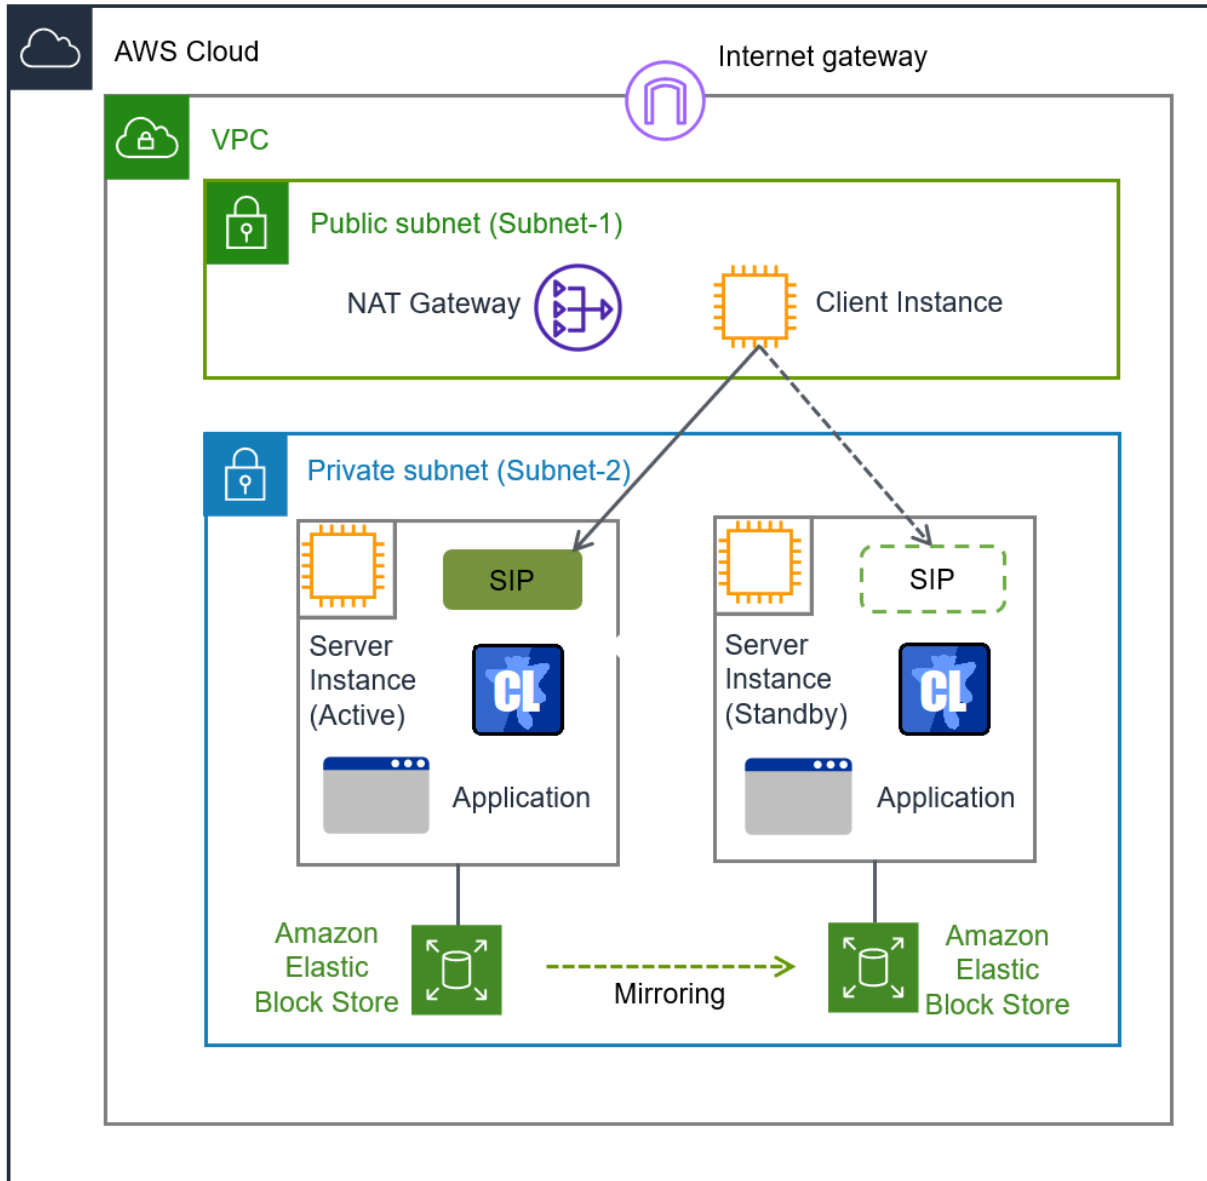 AWS Cloud
Internet gateway
VPC
Public subnet (Subnet-1)
NAT Gateway
Client Instance
Private subnet (Subnet-2)
SIP
Server
Instance
(Active)
CL
Application
SIP
Server
Instance
(Standby)
CL
Application
Amazon
Elastic
Block Store
Mirroring
Amazon
Elastic
Block Store